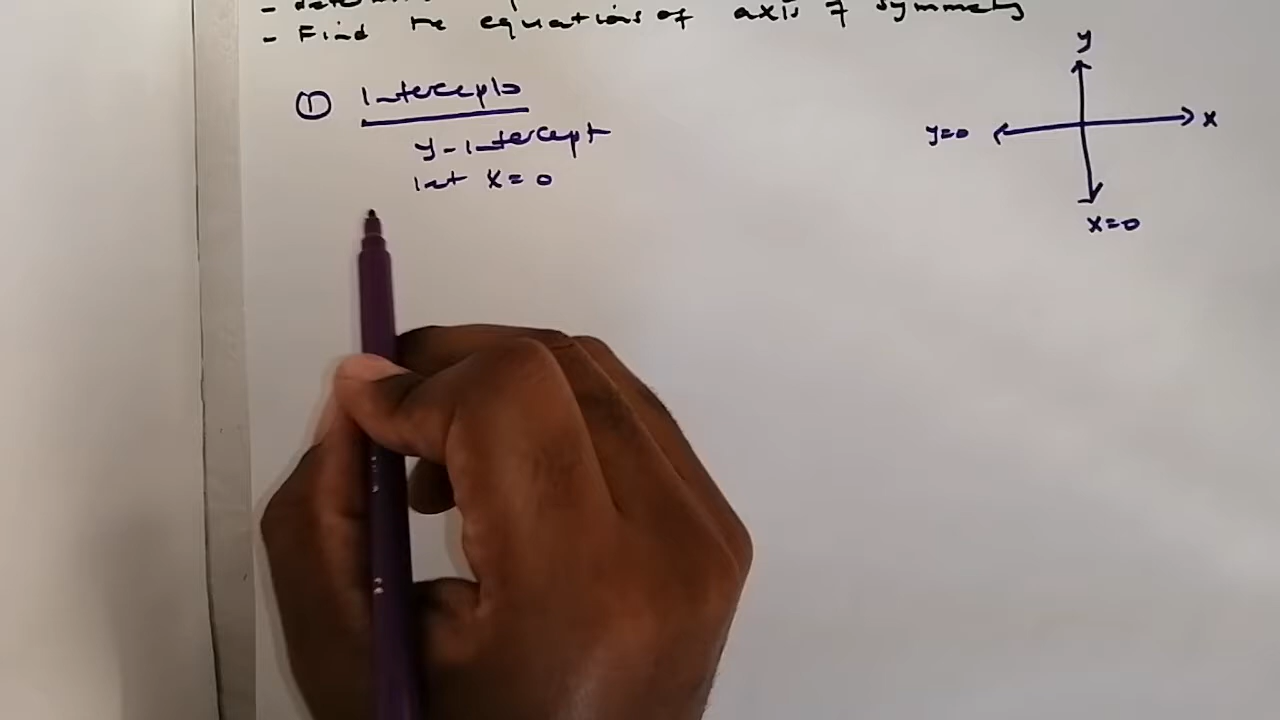 - Find the equations of axis of symmetry
① Intercepts
y-intercept
let x=0
y
y=0
x
x=0